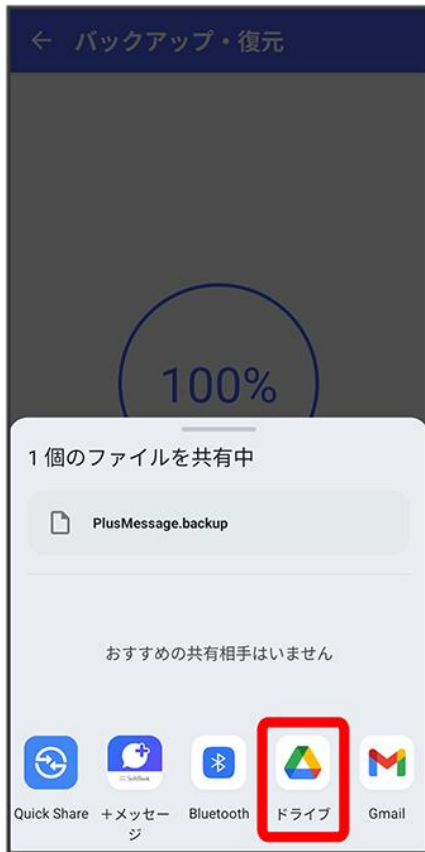 ← バックアップ・復元
100%
1個のファイルを共有中
PlusMessage.backup
おすすめの共有相手はいません
SoftBank
Quick Share
+メッセー
ジ
Bluetooth
ドライブ
Gmail